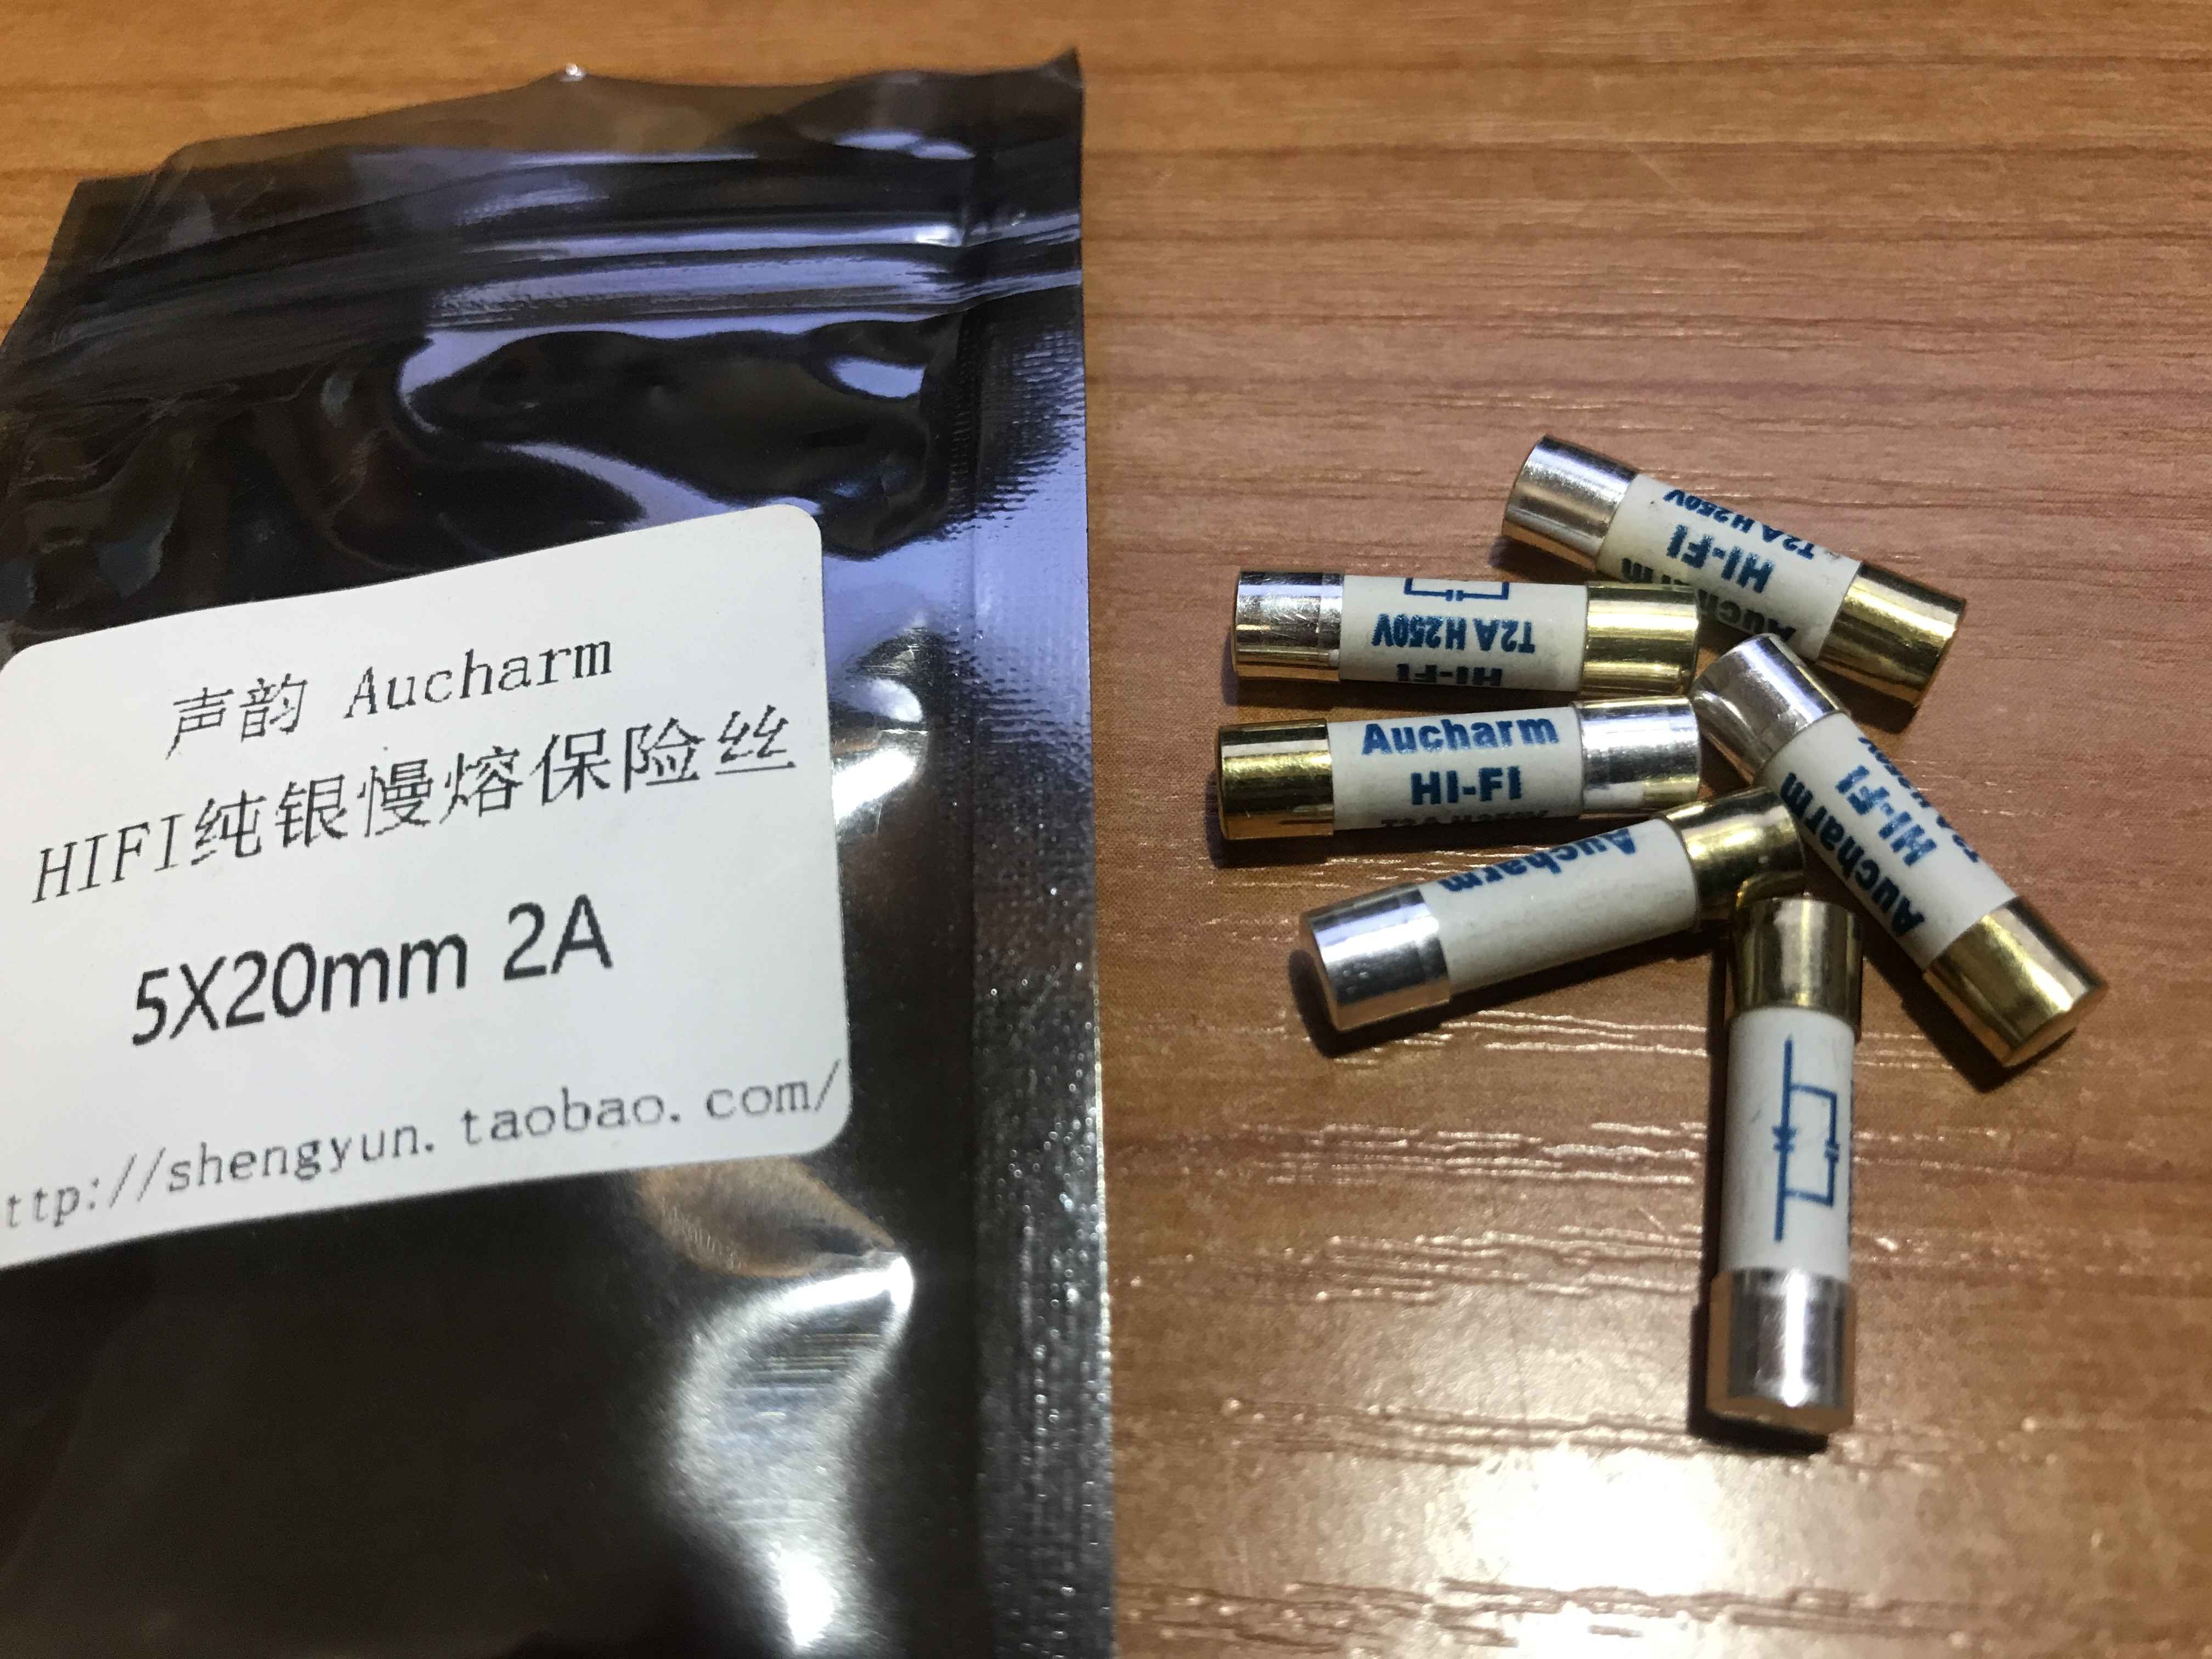 声韵 Aucharm
HIFI纯银慢熔保险丝
5X20mm 2A
ttp://shengyun.taobao.com/
T2A H250V
HI-FI
T2A H250V
HI-FI
Aucharm
HI-FI
Aucharm
HI-FI
Aucharm